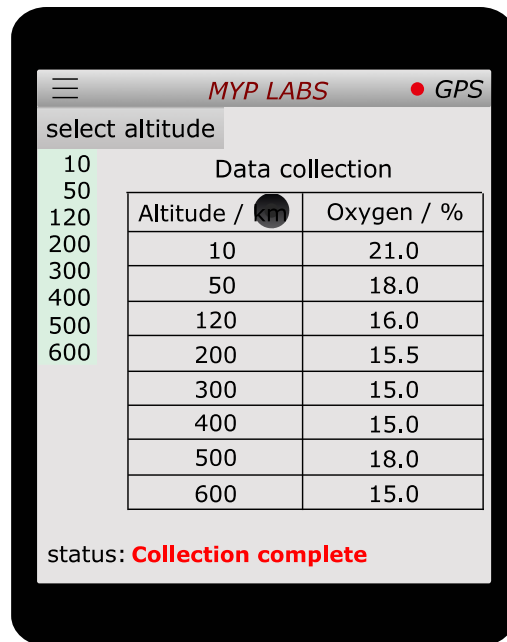 MYP LABS
GPS
select altitude
10
50
120
200
300
400
500
600
Data collection
Altitude / km Oxygen / %
10 21.0
50 18.0
120 16.0
200 15.5
300 15.0
400 15.0
500 18.0
600 15.0
status: Collection complete